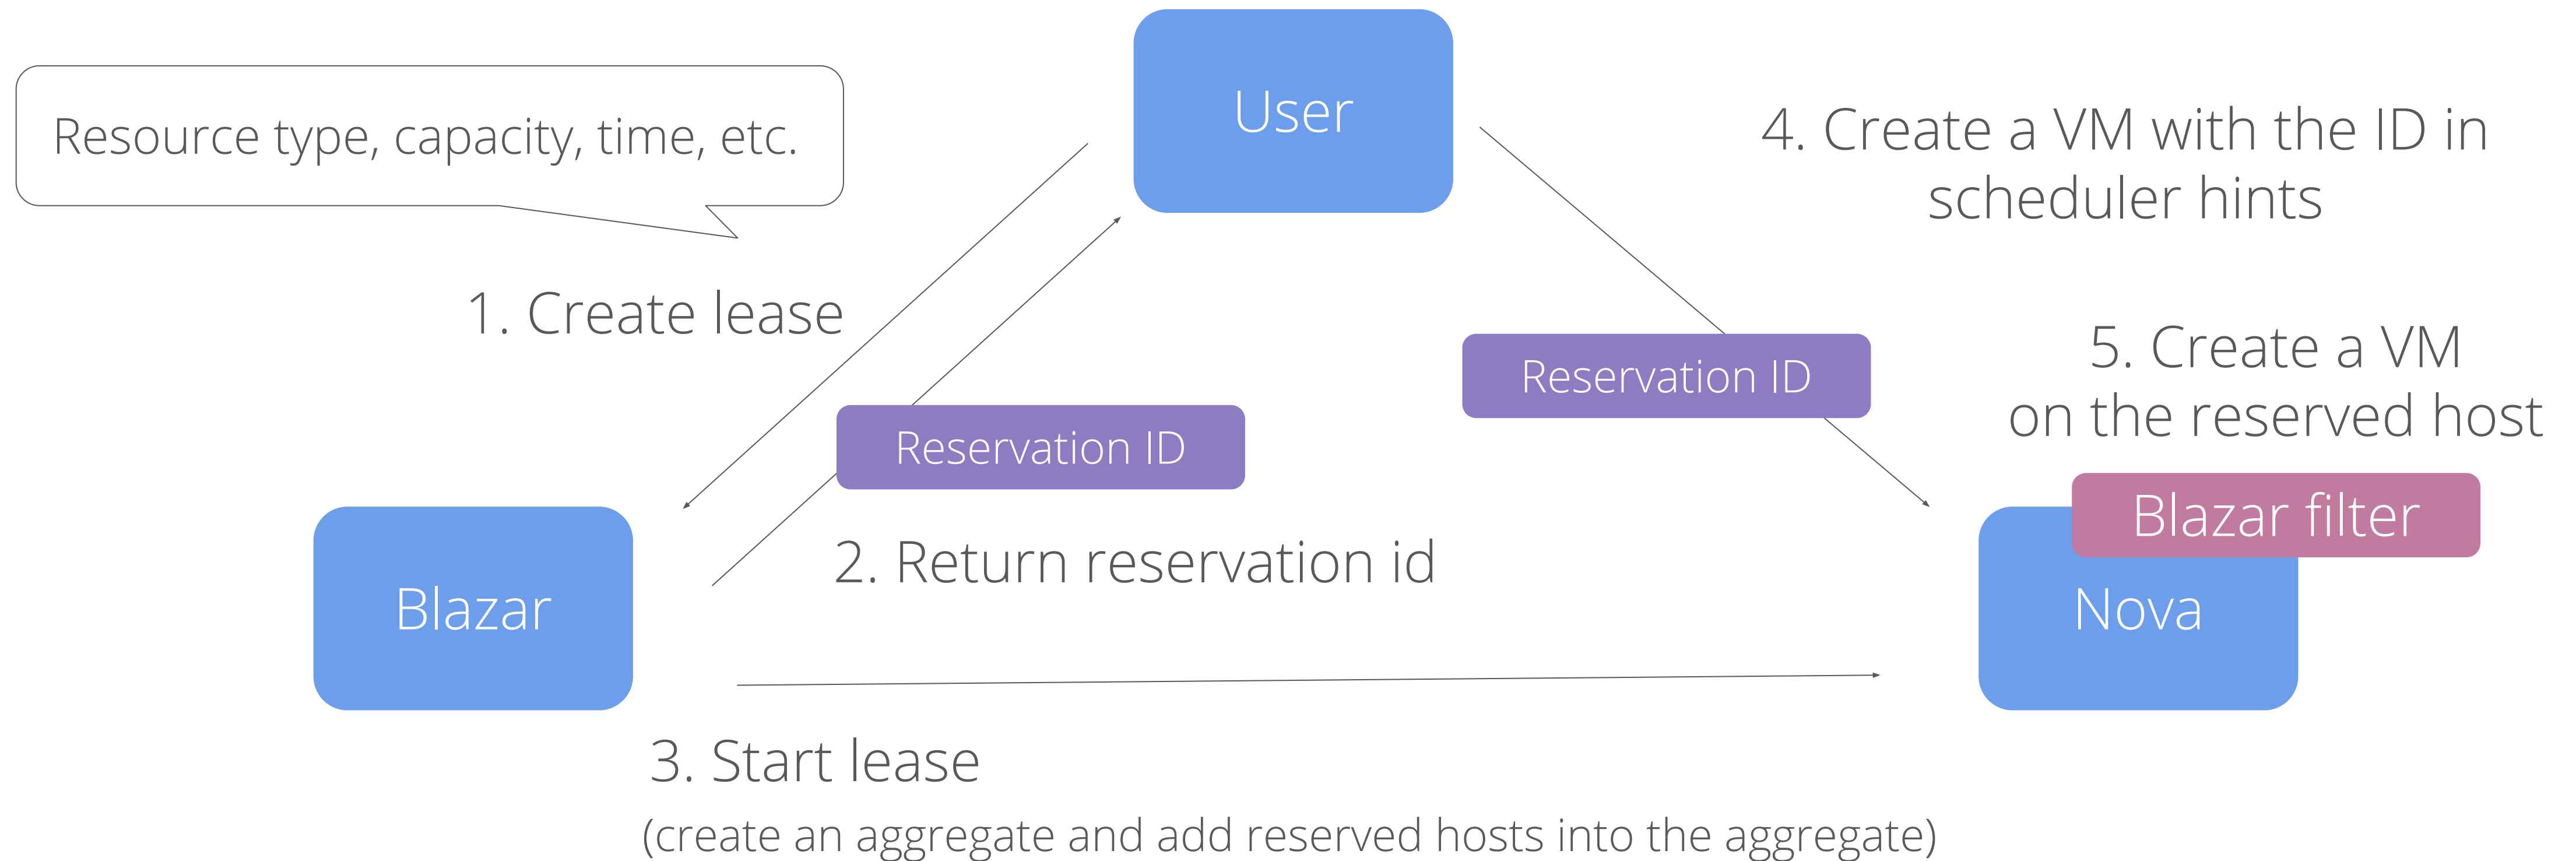 User
Resource type, capacity, time, etc.
4. Create a VM with the ID in
scheduler hints
1. Create lease
Reservation ID
5. Create a VM
on the reserved host
Reservation ID
Blazar filter
2. Return reservation id
Blazar
Nova
3. Start lease
(create an aggregate and add reserved hosts into the aggregate)